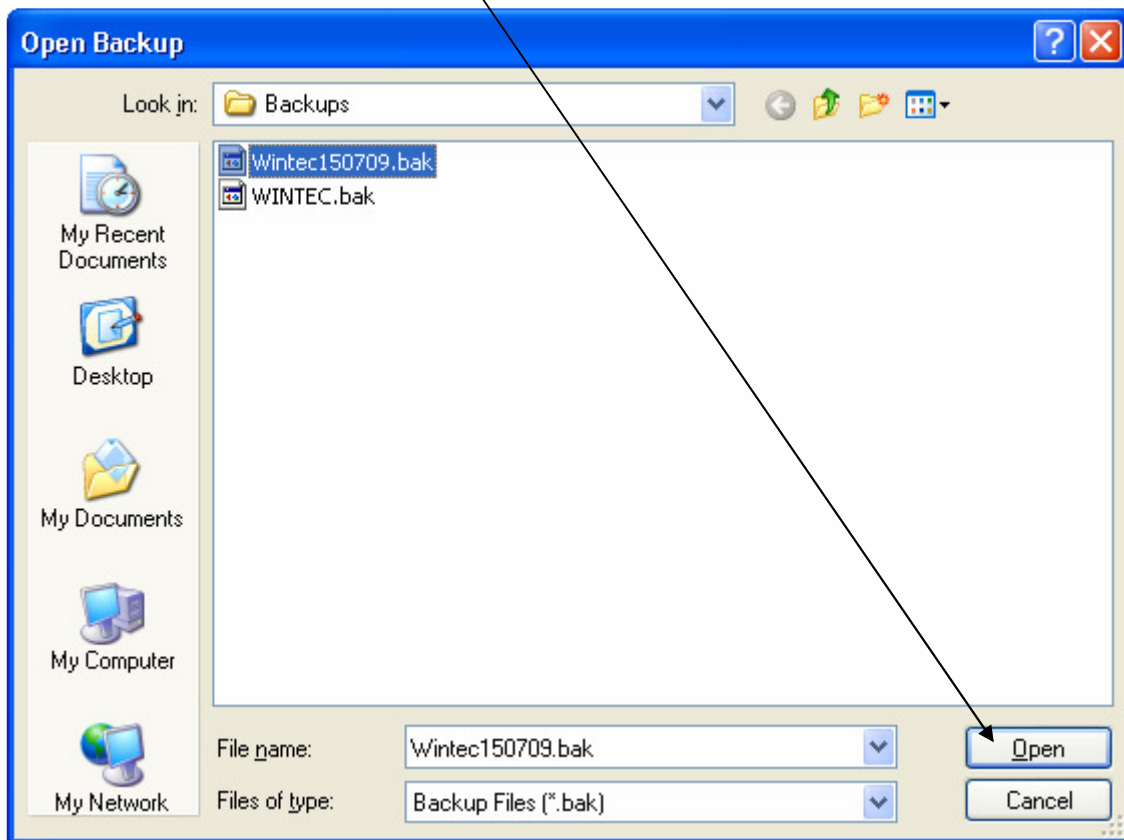 Open Backup
Look in: Backups
Wintec150709.bak
WINTEC.bak
My Recent
Documents
Desktop
My Documents
My Computer
My Network
File name: Wintec150709.bak Open
Files of type: Backup Files (*.bak) Cancel